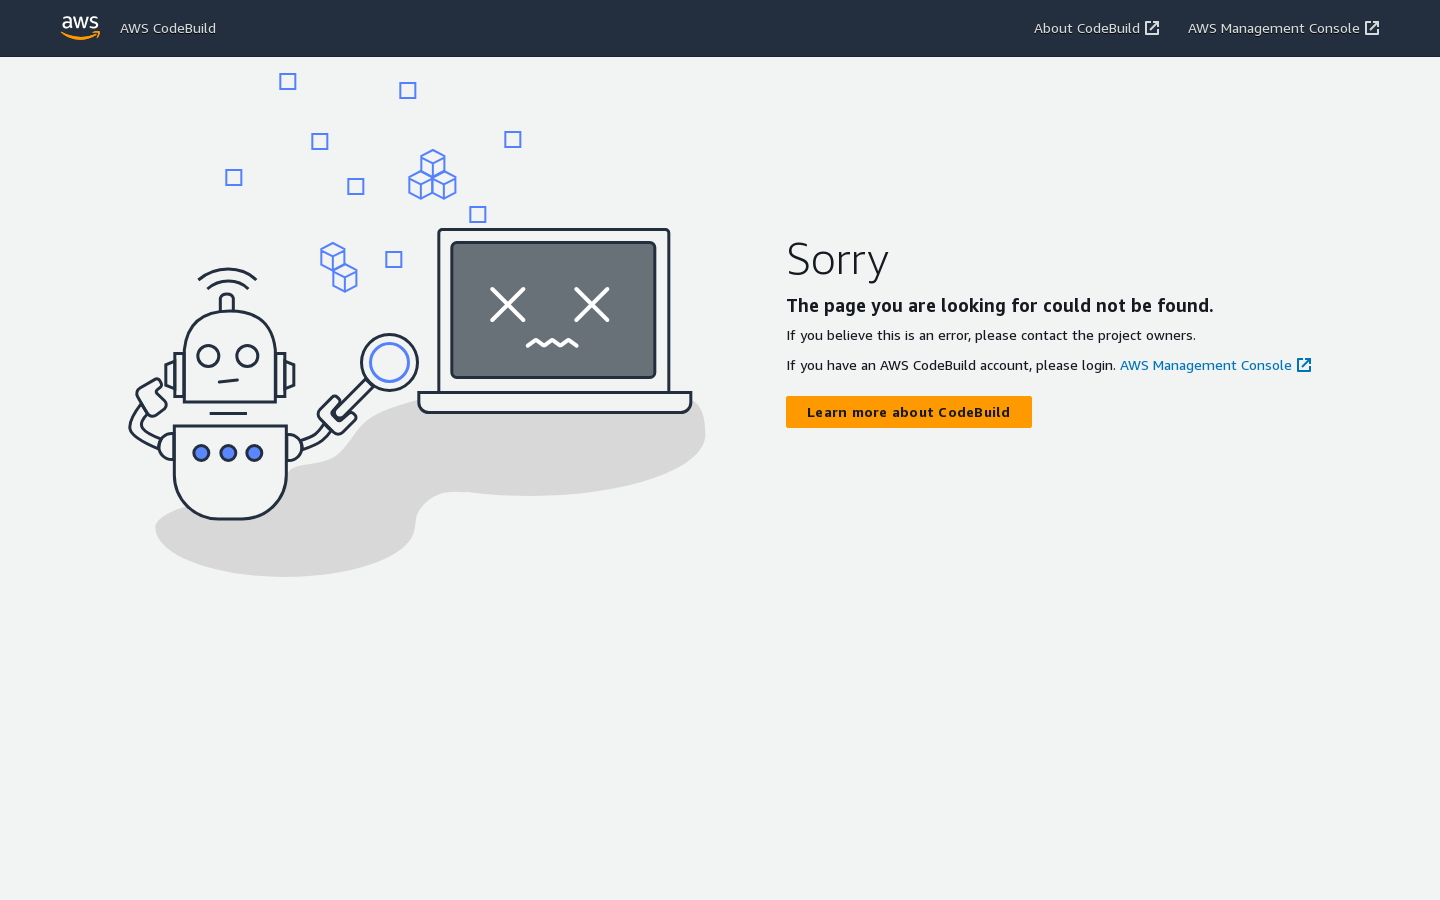 aws
AWS CodeBuild
About CodeBuild
AWS Management Console
Sorry
The page you are looking for could not be found.
If you believe this is an error, please contact the project owners.
If you have an AWS CodeBuild account, please login. AWS Management Console
Learn more about CodeBuild